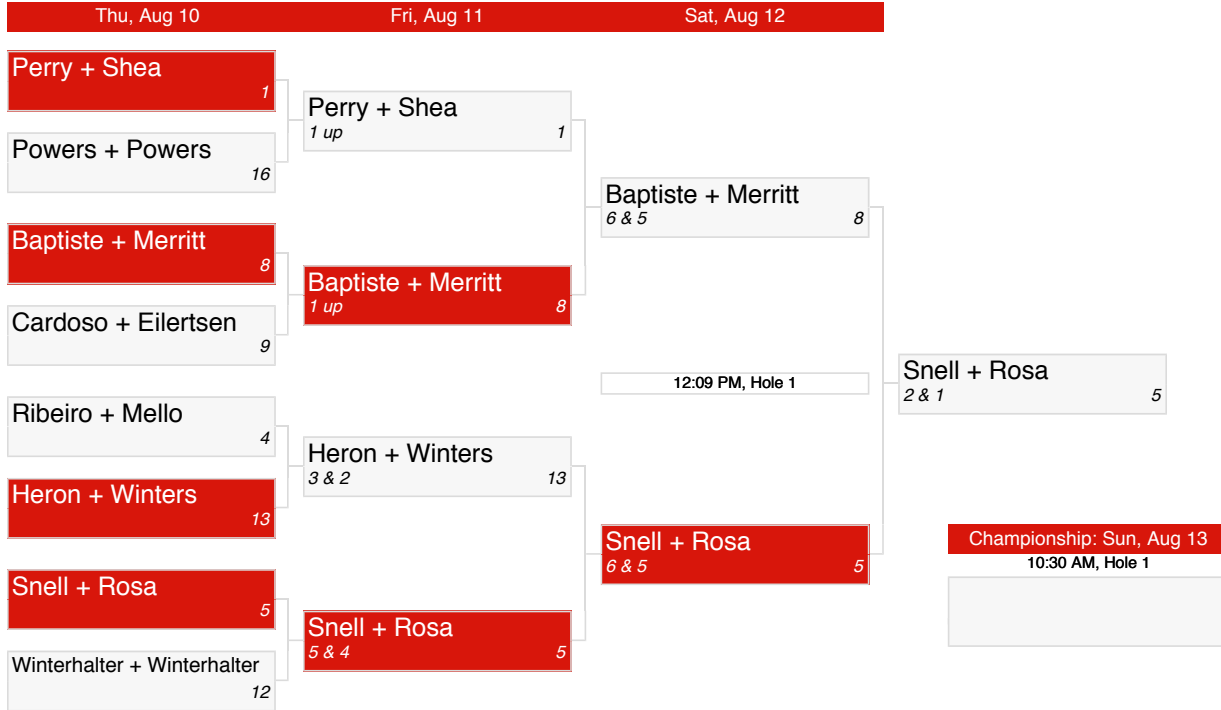 Thu, Aug 10
Fri, Aug 11
Sat, Aug 12
Perry + Shea
1
Powers + Powers
16
Baptiste + Merritt
8
Cardoso + Eilertsen
9
Ribeiro + Mello
4
Heron + Winters
13
Snell + Rosa
5
Winterhalter + Winterhalter
12
Perry + Shea
1 up 1
Baptiste + Merritt
1 up 8
Heron + Winters
3 & 2 13
Snell + Rosa
5 & 4 5
Baptiste + Merritt
6 & 5 8
12:09 PM, Hole 1
Snell + Rosa
6 & 5 5
Snell + Rosa
2 & 1 5
Championship: Sun, Aug 13
10:30 AM, Hole 1